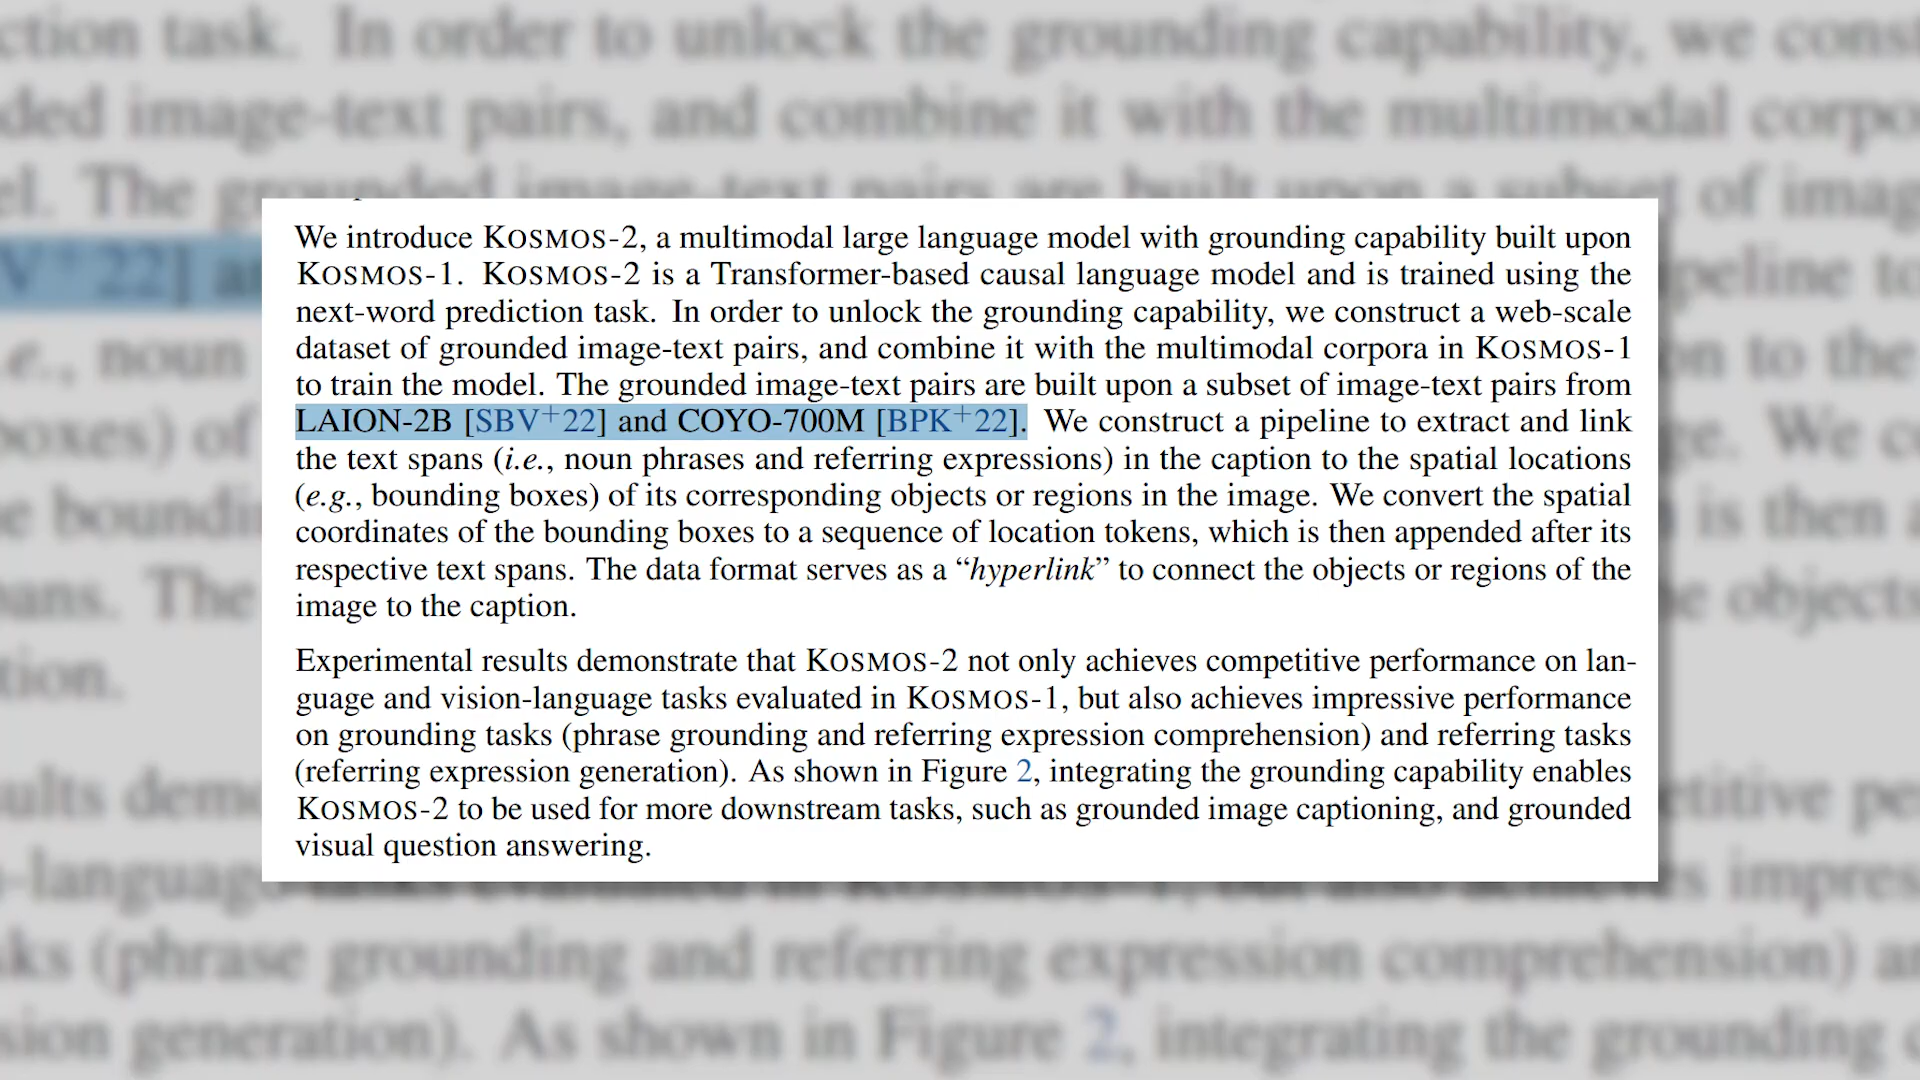 We introduce KOSMOS-2, a multimodal large language model with grounding capability built upon
KOSMOS-1. KOSMOS-2 is a Transformer-based causal language model and is trained using the
next-word prediction task. In order to unlock the grounding capability, we construct a web-scale
dataset of grounded image-text pairs, and combine it with the multimodal corpora in KOSMOS-1
to train the model. The grounded image-text pairs are built upon a subset of image-text pairs from
LAION-2B [SBV+22] and COYO-700M [BPK+22]. We construct a pipeline to extract and link
the text spans (i.e., noun phrases and referring expressions) in the caption to the spatial locations
(e.g., bounding boxes) of its corresponding objects or regions in the image. We convert the spatial
coordinates of the bounding boxes to a sequence of location tokens, which is then appended after its
respective text spans. The data format serves as a “hyperlink” to connect the objects or regions of the
image to the caption.
Experimental results demonstrate that KOSMOS-2 not only achieves competitive performance on lan-
guage and vision-language tasks evaluated in KOSMOS-1, but also achieves impressive performance
on grounding tasks (phrase grounding and referring expression comprehension) and referring tasks
(referring expression generation). As shown in Figure 2, integrating the grounding capability enables
KOSMOS-2 to be used for more downstream tasks, such as grounded image captioning, and grounded
visual question answering.